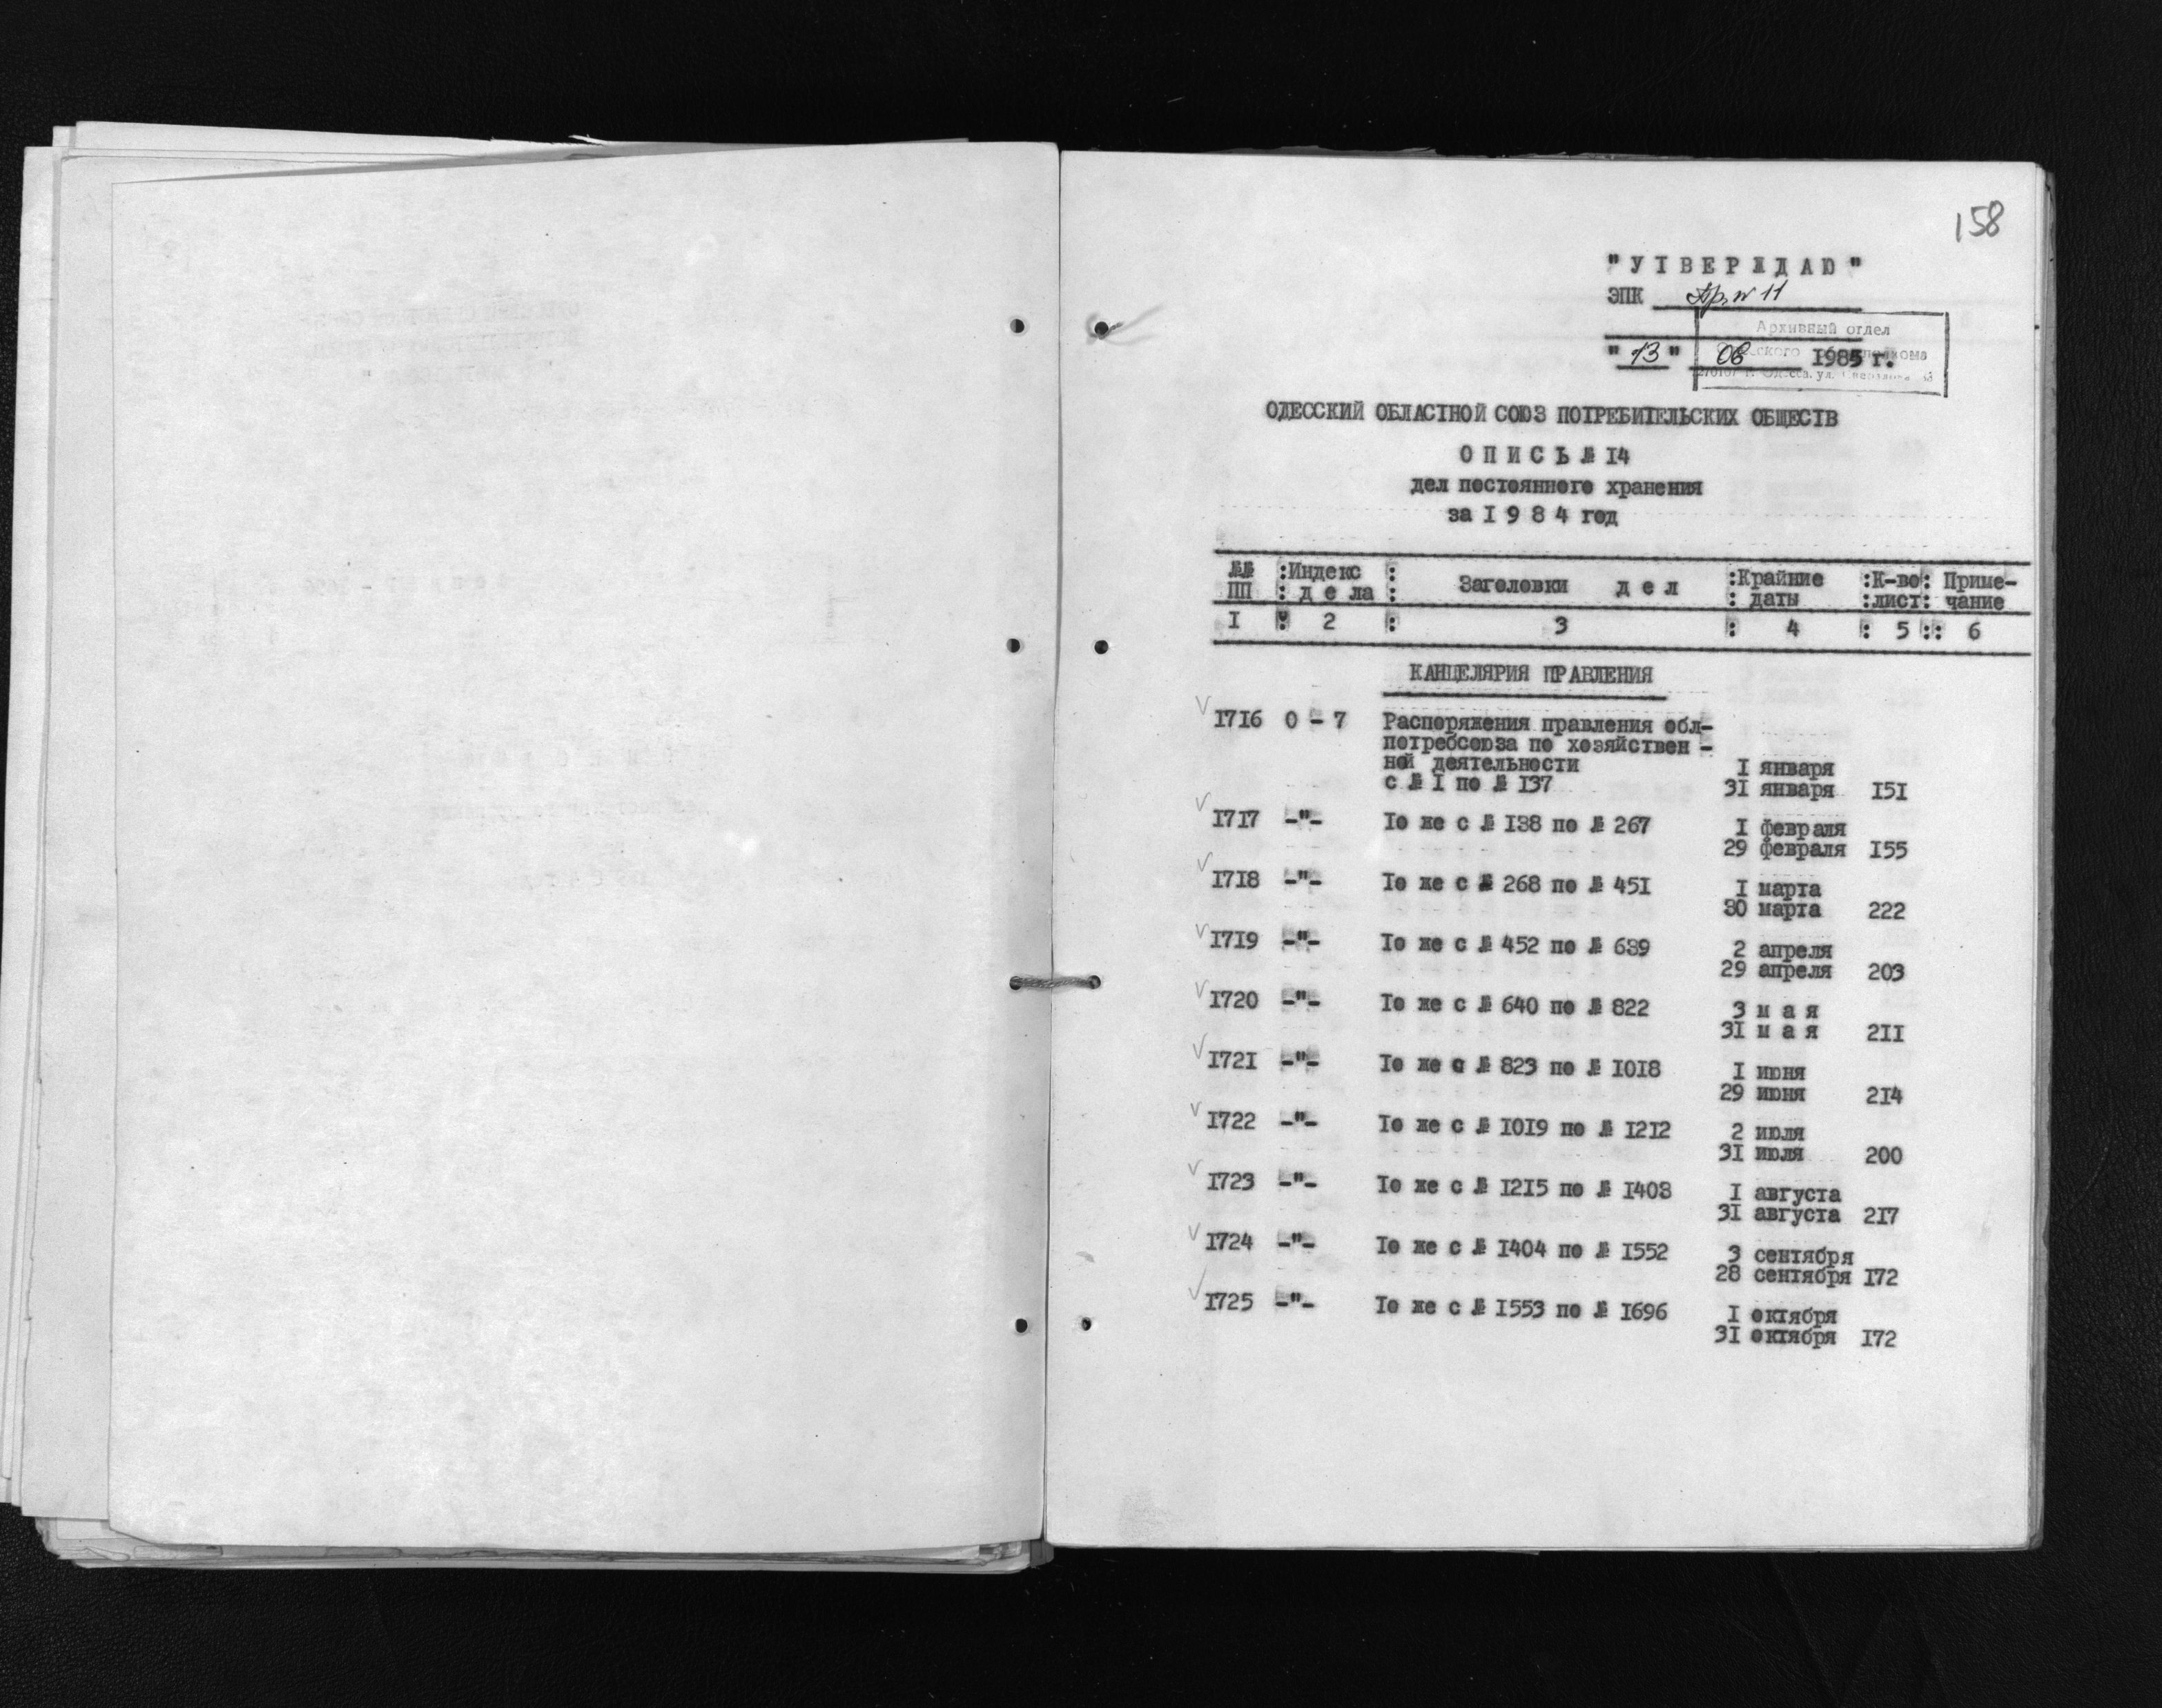 158
"УТВЕРЖДАЮ"
ЭПК Пр. № 11
Архивный отдел
"13" 08 1985 г.
ОДЕССКИЙ ОБЛАСТНОЙ СОЮЗ ПОТРЕБИТЕЛЬСКИХ ОБЩЕСТВ
ОПИСЬ № 14
дел постоянного хранения
за 1984 год
№№ ПП : Индекс дела : Заголовки дел : Крайние даты : К-во лист : Примечание
1 : 2 : 3 : 4 : 5 :: 6
КАНЦЕЛЯРИЯ ПРАВЛЕНИЯ
1716 0 - 7 Распоряжения правления обл-
потребсоюза по хозяйствен -
ной деятельности 1 января
с № 1 по № 137 31 января 151
1717 -"- То же с № 138 по № 267 1 февраля
29 февраля 155
1718 -"- То же с № 268 по № 451 1 марта
30 марта 222
1719 -"- То же с № 452 по № 639 2 апреля
29 апреля 203
1720 -"- То же с № 640 по № 822 3 мая
31 мая 211
1721 -"- То же с № 823 по № 1018 1 июня
29 июня 214
1722 -"- То же с № 1019 по № 1212 2 июля
31 июля 200
1723 -"- То же с № 1215 по № 1403 1 августа
31 августа 217
1724 -"- То же с № 1404 по № 1552 3 сентября
28 сентября 172
1725 -"- То же с № 1553 по № 1696 1 октября
31 октября 172